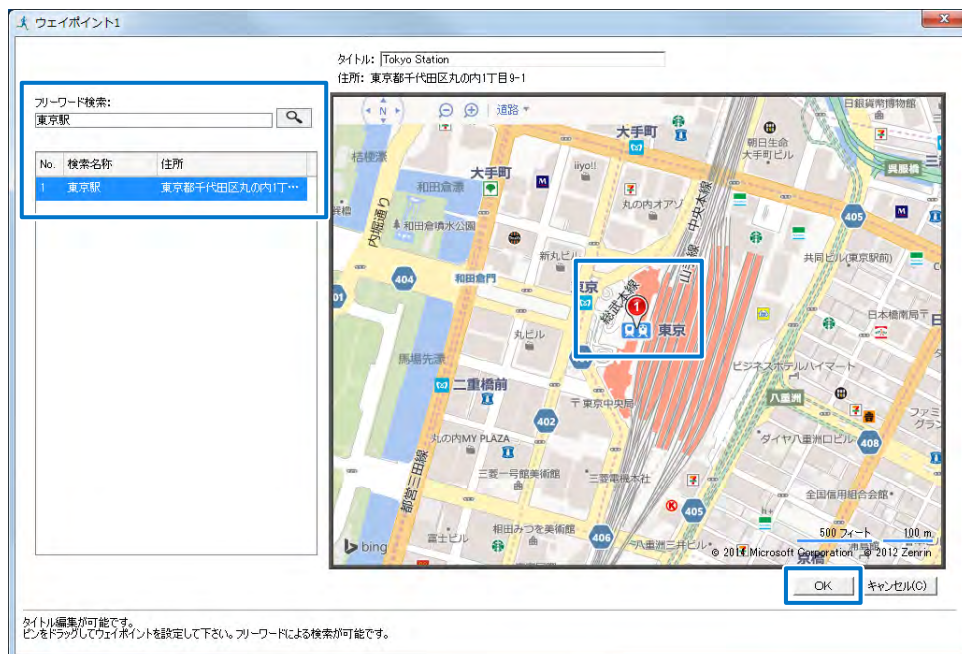 ウェイポイント1
タイトル: Tokyo Station
住所: 東京都千代田区丸の内1丁目9-1
フリーワード検索:
東京駅
No. 検索名称 住所
1 東京駅 東京都千代田区丸の内1丁…
N 道路
日銀貨幣博物館
大手町
朝日生命
大手町ビル
呉服橋
桔梗濠
大手町
iiyo!!
和田倉濠
丸の内オアゾ
中央本線
山手線
405
内堀通り
和田倉噴水公園
新丸ビル
共同ビル(東京駅前)
404
和田倉門
東京
総武本線
1
東京
日本橋南局〒
丸ビル
馬場先濠
ビジネスホテルハイマート
二重橋前
八重洲
〒東京中央局
402
丸の内MY PLAZA
ダイヤ八重洲口ビル
408
三菱一号館美術館
三菱電機本社
都営三田線
405
全国信用組合会館
相田みつを美術館
406
富士ビル
八重洲三井ビル
500 フィート 100 m
bing
© 2012 Zenrin
京橋
OK キャンセル(C)
タイトル編集が可能です。
ピンをドラッグしてウェイポイントを設定して下さい。フリーワードによる検索が可能です。